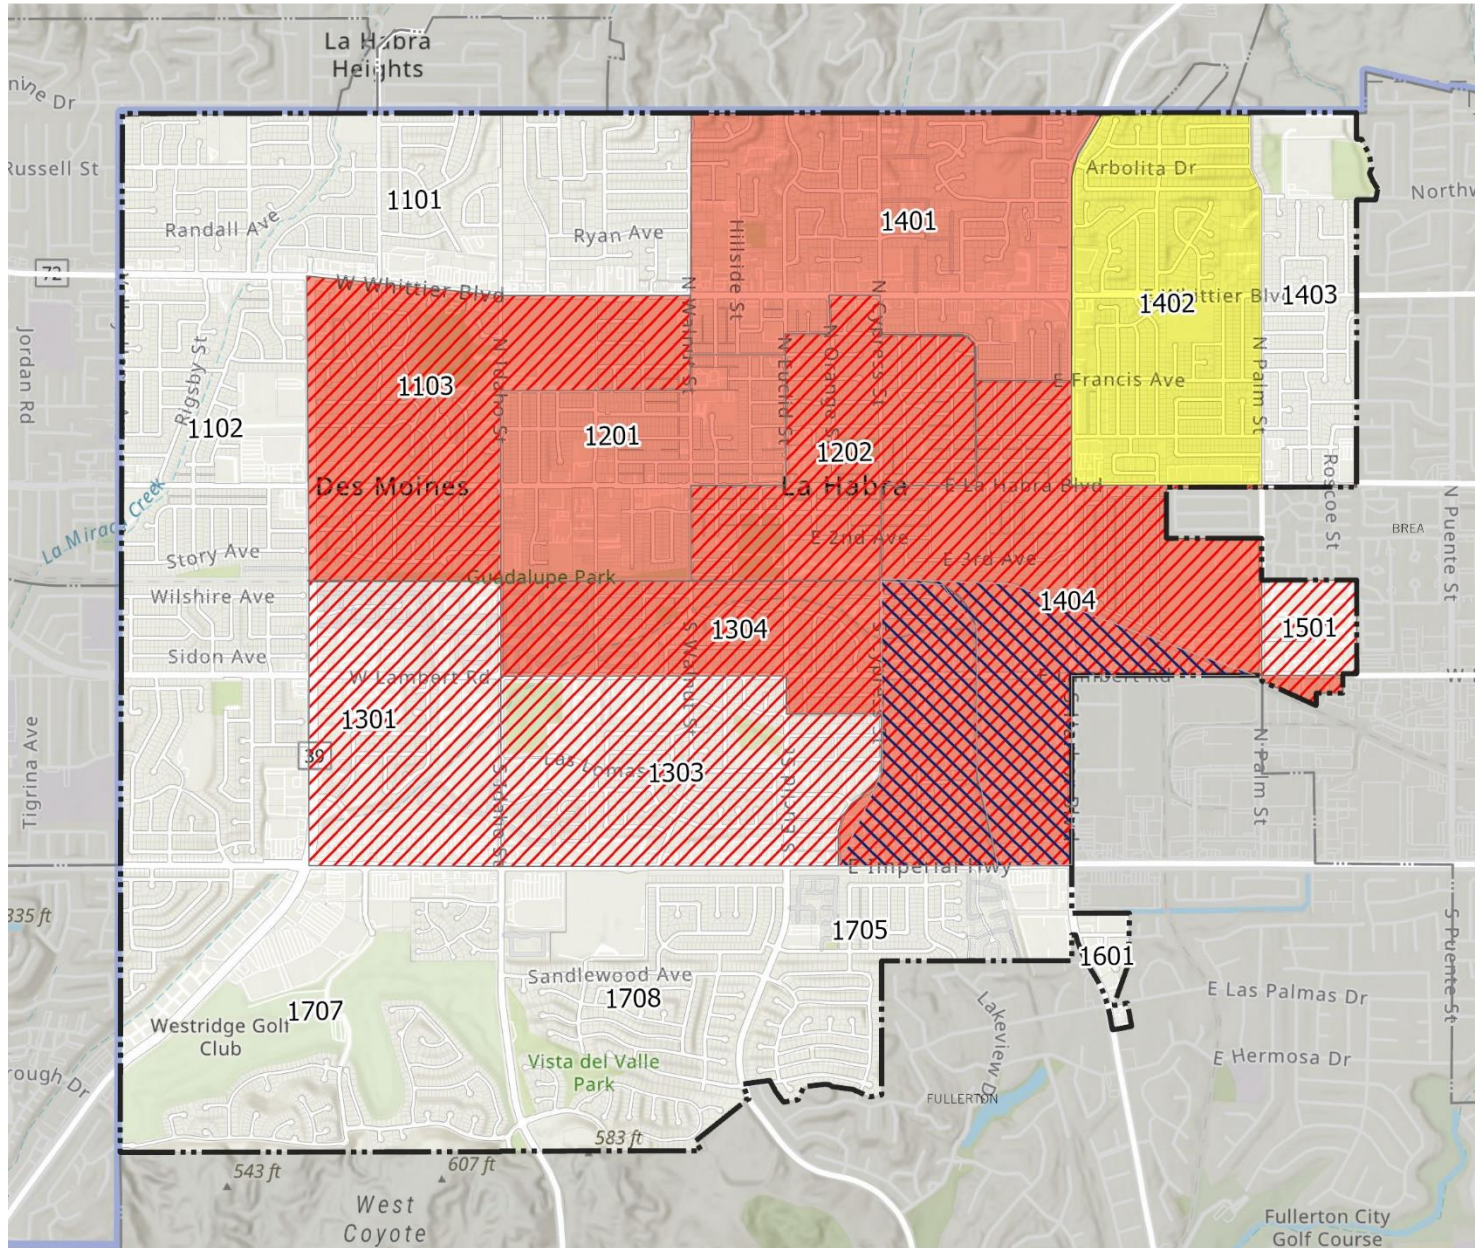 La Habra
Heights
Russell St
Arbolita Dr
1101
Randall Ave
Ryan Ave
Hillside St
1401
72
W Whittier Blvd
N Cypress St
E Whittier Blvd
1402
1403
Jordan Rd
Rigsby St
N Idaho St
N Walnut St
N Euclid St
N Orange St
N Palm St
E Francis Ave
1103
1102
1201
1202
Des Moines
La Habra
E La Habra Blvd
Roscoe St
N Puente St
BREA
E 2nd Ave
E 3rd Ave
Story Ave
Guadalupe Park
Wilshire Ave
1404
1304
1501
Sidon Ave
W Lambert Rd
E Lambert Rd
1301
S Walnut St
S Cypress St
39
Las Lomas
1303
Tigrina Ave
S Idaho St
S Euclid St
N Palm St
E Imperial Hwy
335 ft
1705
1601
Sandlewood Ave
1708
1707
Westridge Golf
Club
Vista del Valle
Park
Lakeview Dr
E Las Palmas Dr
S Puente St
E Hermosa Dr
FULLERTON
583 ft
543 ft
607 ft
West
Coyote
Fullerton City
Golf Course